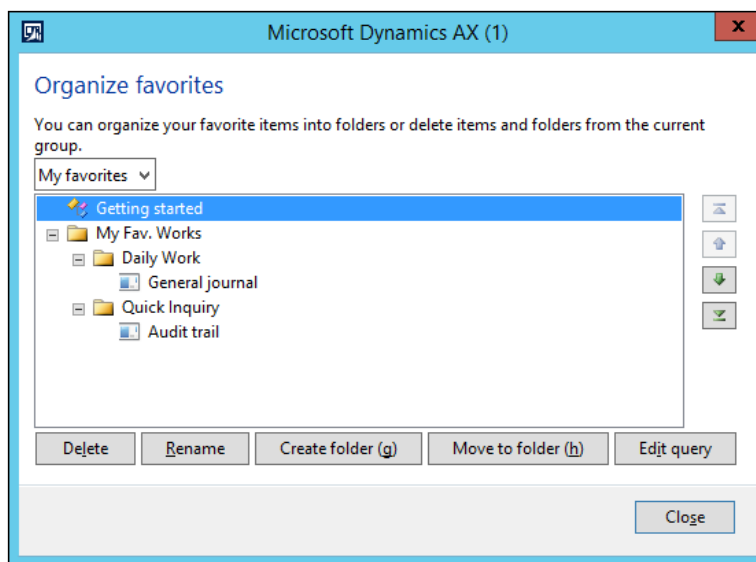 Microsoft Dynamics AX (1)
x
Organize favorites
You can organize your favorite items into folders or delete items and folders from the current
group.
My favorites
Getting started
My Fav. Works
Daily Work
General journal
Quick Inquiry
Audit trail
Delete Rename Create folder (g) Move to folder (h) Edit query
Close